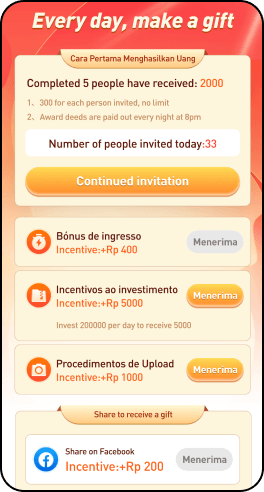 Every day, make a gift
Cara Pertama Menghasilkan Uang
Completed 5 people have received: 2000
1. 300 for each person invited, no limit
2. Award deeds are paid out every night at 8pm
Number of people invited today:33
Continued invitation
Bónus de ingresso
Incentive:+Rp 400
Menerima
Incentivos ao investimento
Incentive:+Rp 5000
Menerima
Invest 200000 per day to receive 5000
Procedimentos de Upload
Incentive:+Rp 1000
Menerima
Share to receive a gift
Share on Facebook
Incentive:+Rp 200
Menerima